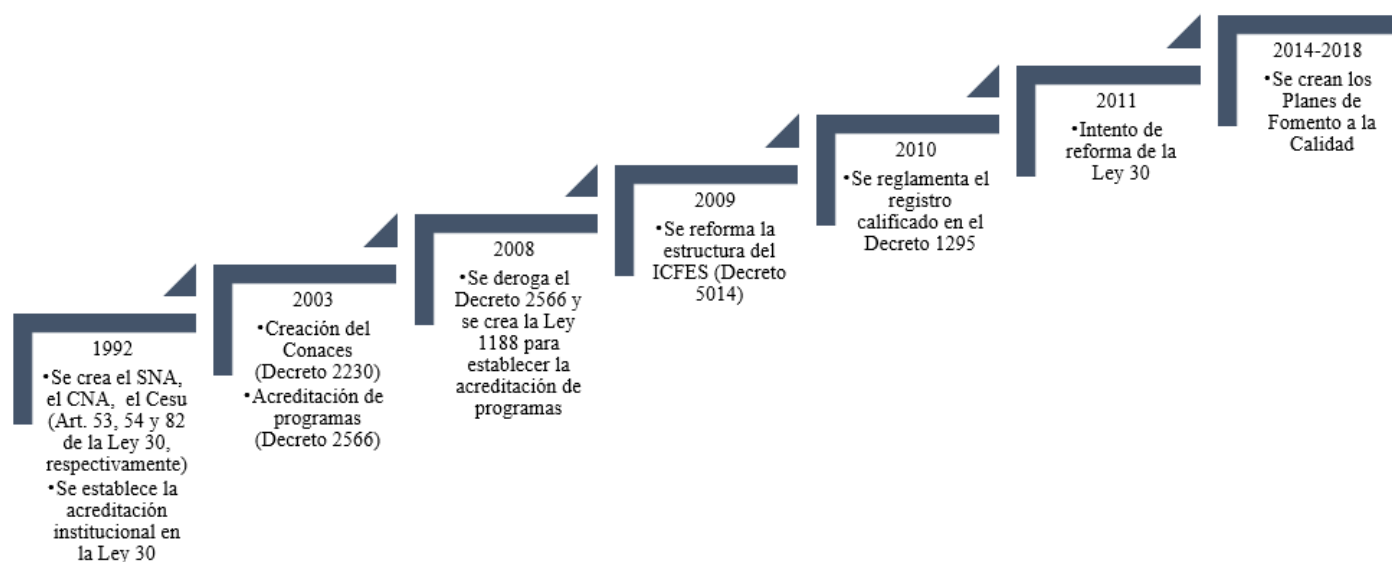 1992
•Se crea el SNA,
el CNA, el Cesu
(Art. 53, 54 y 82
de la Ley 30,
respectivamente)
•Se establece la
acreditación
institucional en
la Ley 30
2003
•Creación del
Conaces
(Decreto 2230)
•Acreditación de
programas
(Decreto 2566)
2008
•Se deroga el
Decreto 2566 y
se crea la Ley
1188 para
establecer la
acreditación de
programas
2009
•Se reforma la
estructura del
ICFES (Decreto
5014)
2010
•Se reglamenta el
registro
calificado en el
Decreto 1295
2011
•Intento de
reforma de la
Ley 30
2014-2018
•Se crean los
Planes de
Fomento a la
Calidad